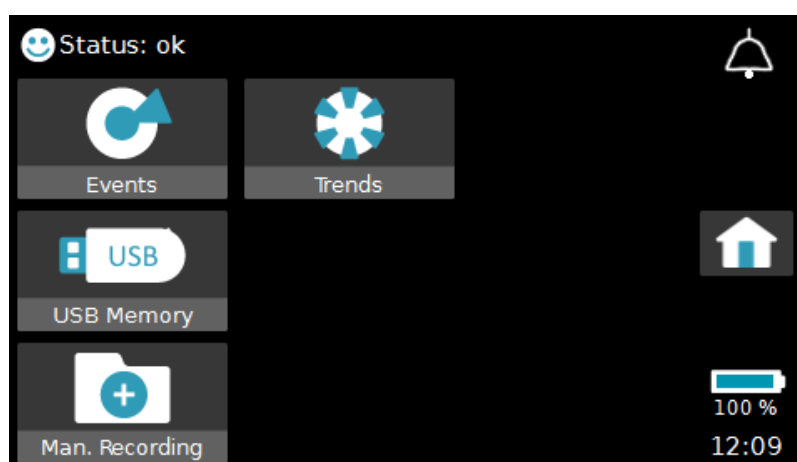 Status: ok
Events
Trends
USB
USB Memory
Man. Recording
100 %
12:09